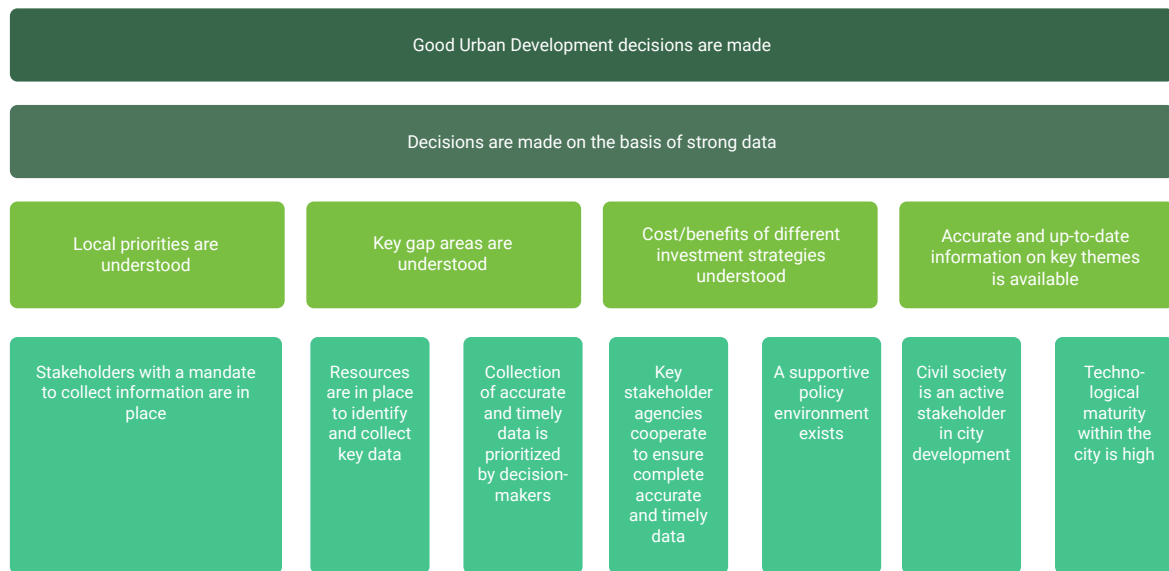 Good Urban Development decisions are made
Decisions are made on the basis of strong data
Local priorities are
understood
Key gap areas are
understood
Cost/benefits of different
investment strategies
understood
Accurate and up-to-date
information on key themes
is available
Stakeholders with a mandate
to collect information are in
place
Resources
are in place
to identify
and collect
key data
Collection
of accurate
and timely
data is
prioritized
by decision-
makers
Key
stakeholder
agencies
cooperate
to ensure
complete
accurate
and timely
data
A supportive
policy
environment
exists
Civil society
is an active
stakeholder
in city
development
Techno-
logical
maturity
within the
city is high